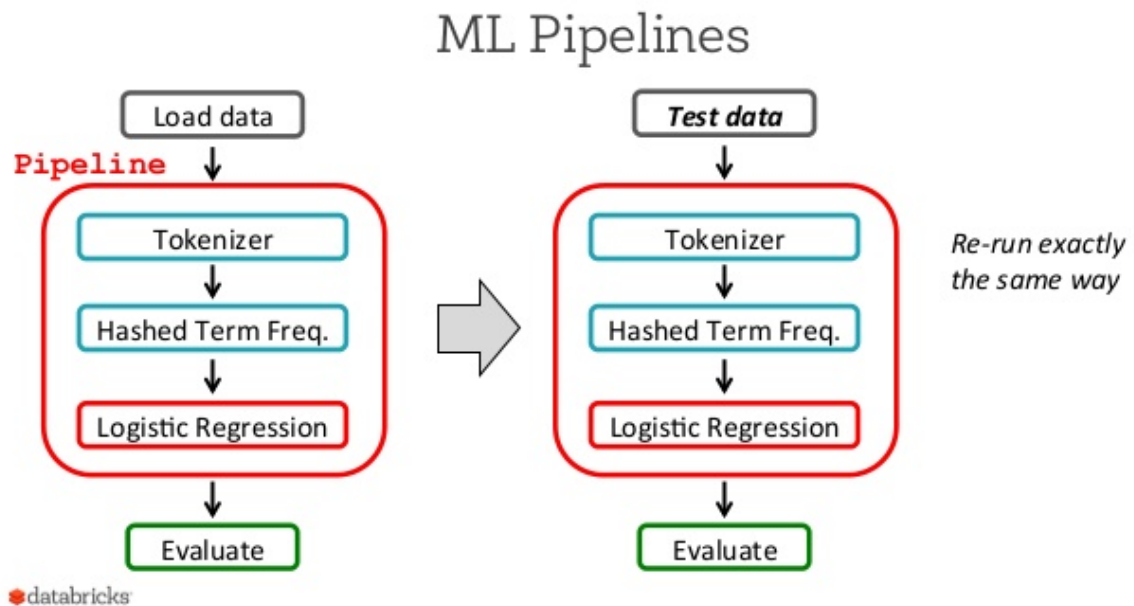 ML Pipelines
Load data
Pipeline
Tokenizer
Hashed Term Freq.
Logistic Regression
Evaluate
Test data
Tokenizer
Hashed Term Freq.
Logistic Regression
Evaluate
Re-run exactly
the same way
databricks